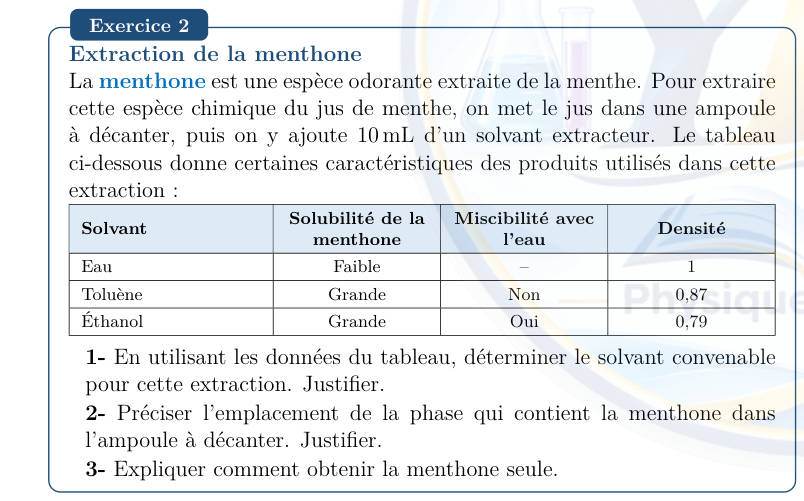 Exercice 2
Extraction de la menthone
La menthone est une espèce odorante extraite de la menthe. Pour extraire
cette espèce chimique du jus de menthe, on met le jus dans une ampoule
à décanter, puis on y ajoute 10 mL d'un solvant extracteur. Le tableau
ci-dessous donne certaines caractéristiques des produits utilisés dans cette
extraction :
Solvant Solubilité de la menthone Miscibilité avec l'eau Densité
Eau Faible – 1
Toluène Grande Non 0,87
Éthanol Grande Oui 0,79
1- En utilisant les données du tableau, déterminer le solvant convenable
pour cette extraction. Justifier.
2- Préciser l'emplacement de la phase qui contient la menthone dans
l'ampoule à décanter. Justifier.
3- Expliquer comment obtenir la menthone seule.